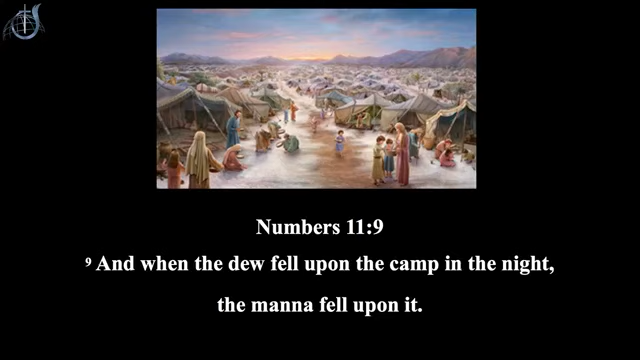 Numbers 11:9
9 And when the dew fell upon the camp in the night,
the manna fell upon it.